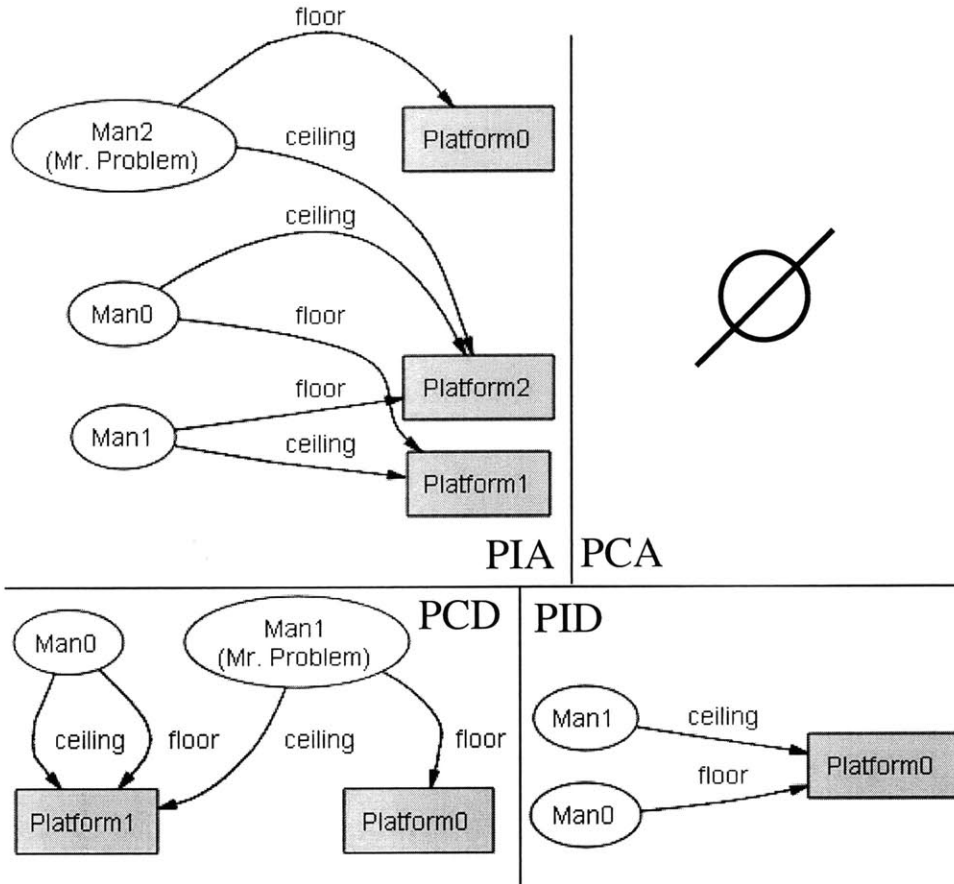 floor
Man2
(Mr. Problem)
ceiling
Platform0
ceiling
Man0
floor
floor
Platform2
Man1
ceiling
Platform1
PIA
PCA
Man0
Man1
(Mr. Problem)
PCD
ceiling
floor
ceiling
floor
Platform1
Platform0
PID
Man1
ceiling
Platform0
floor
Man0